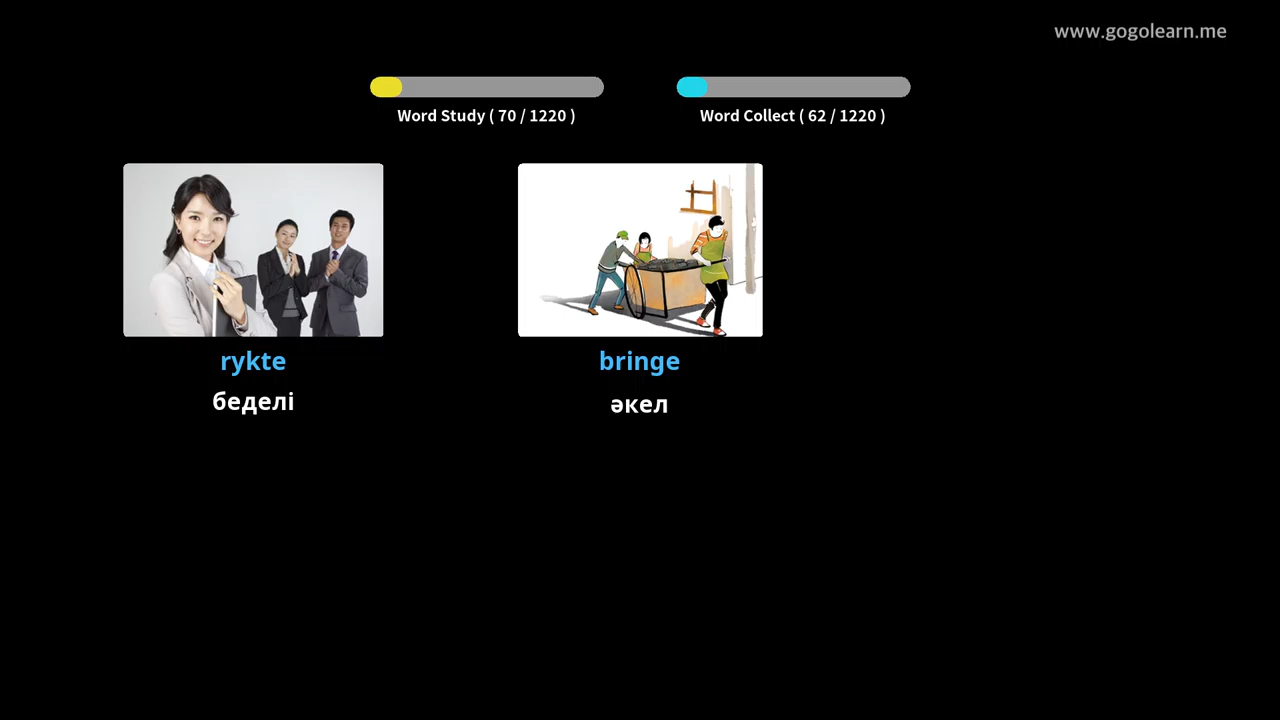 www.gogolearn.me
Word Study ( 70 / 1220 )
Word Collect ( 62 / 1220 )
rykte
беделі
bringe
әкел